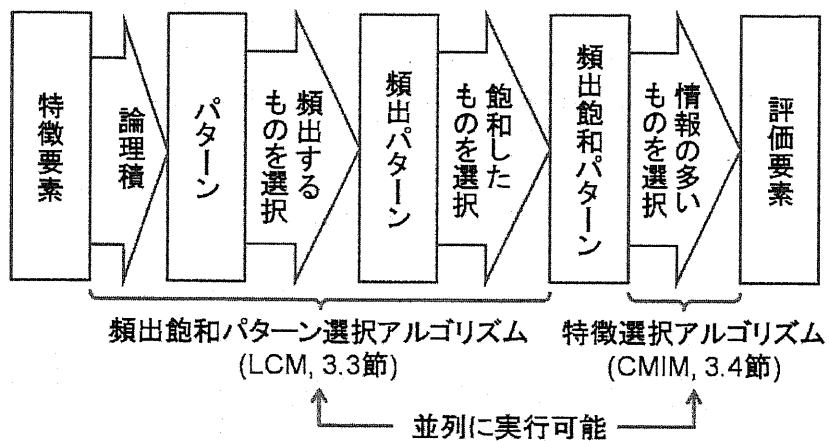 特徴要素
論理積
パターン
頻出する
ものを選択
頻出パターン
飽和した
ものを選択
頻出飽和パターン
情報の多い
ものを選択
評価要素
頻出飽和パターン選択アルゴリズム
(LCM, 3.3節)
特徴選択アルゴリズム
(CMIM, 3.4節)
並列に実行可能